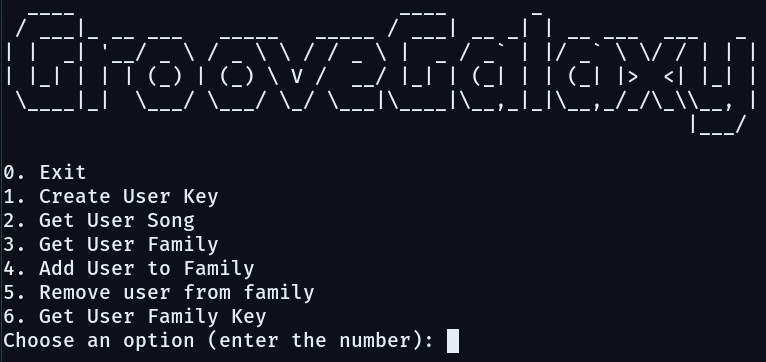 GrooveGalaxy
0. Exit
1. Create User Key
2. Get User Song
3. Get User Family
4. Add User to Family
5. Remove user from family
6. Get User Family Key
Choose an option (enter the number):